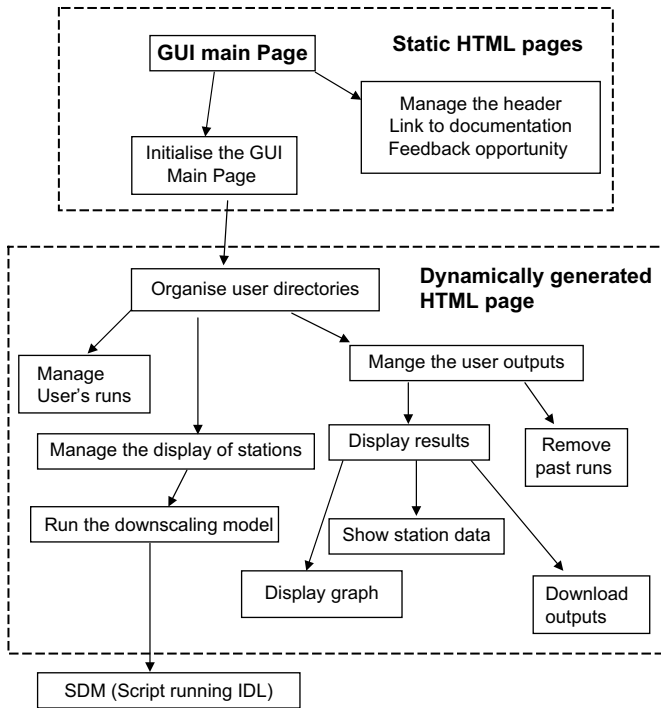 GUI main Page
Static HTML pages
Manage the header
Link to documentation
Feedback opportunity
Initialise the GUI
Main Page
Organise user directories
Dynamically generated
HTML page
Manage
User's runs
Mange the user outputs
Manage the display of stations
Display results
Remove
past runs
Run the downscaling model
Show station data
Display graph
Download
outputs
SDM (Script running IDL)